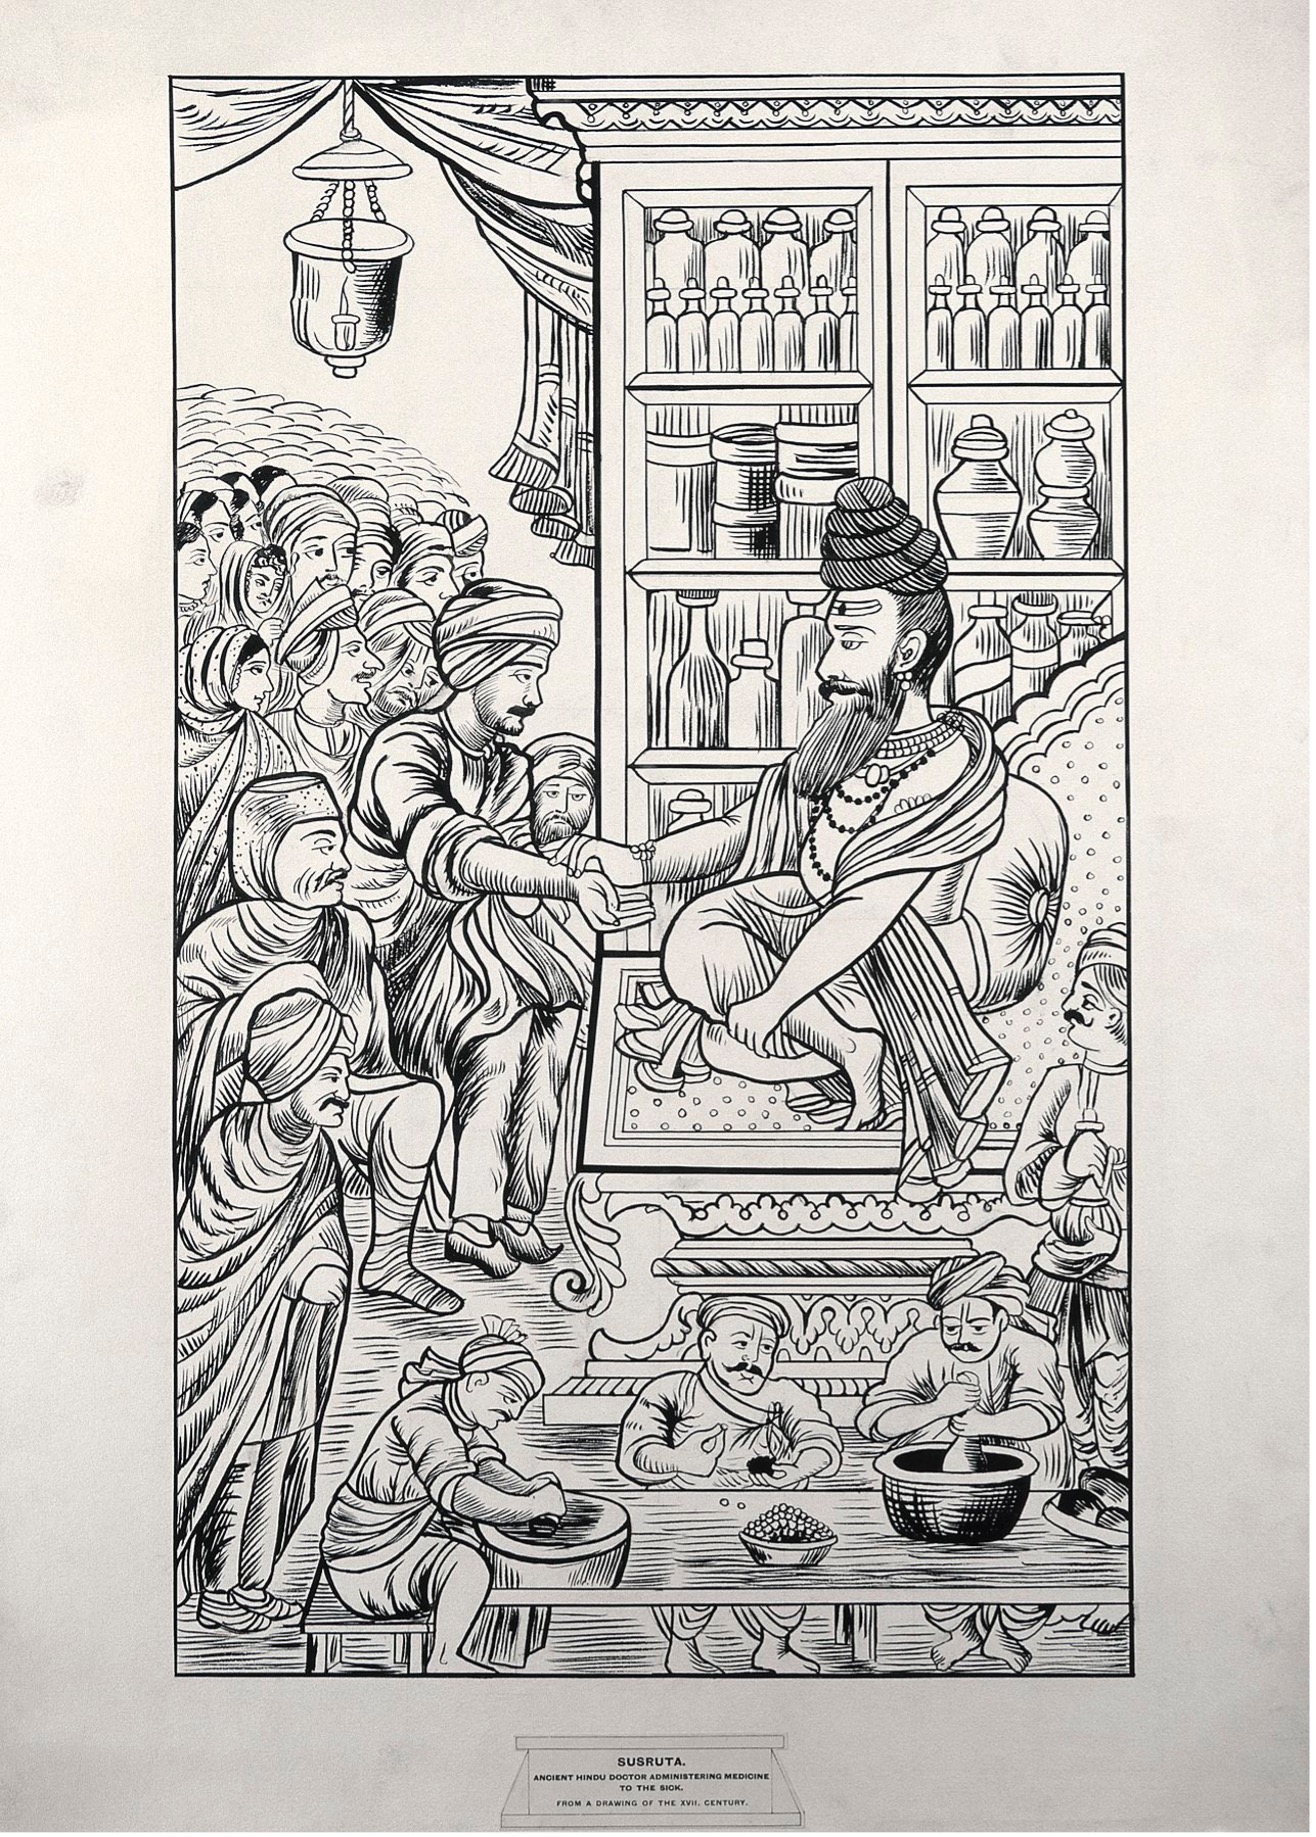 SUSRUTA.
ANCIENT HINDU DOCTOR ADMINISTERING MEDICINE
TO THE SICK.
FROM A DRAWING OF THE XVII. CENTURY.